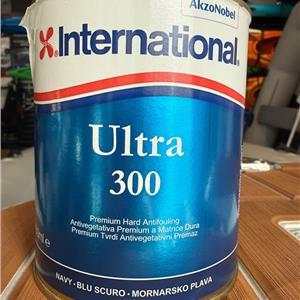 AkzoNobel
International®
Ultra
300
Premium Hard Antifouling
Antivegetativa Premium a Matrice Dura
Premium Tvrdi Antivegetativni Premaz
NAVY • BLU SCURO • MORNARSKO PLAVA